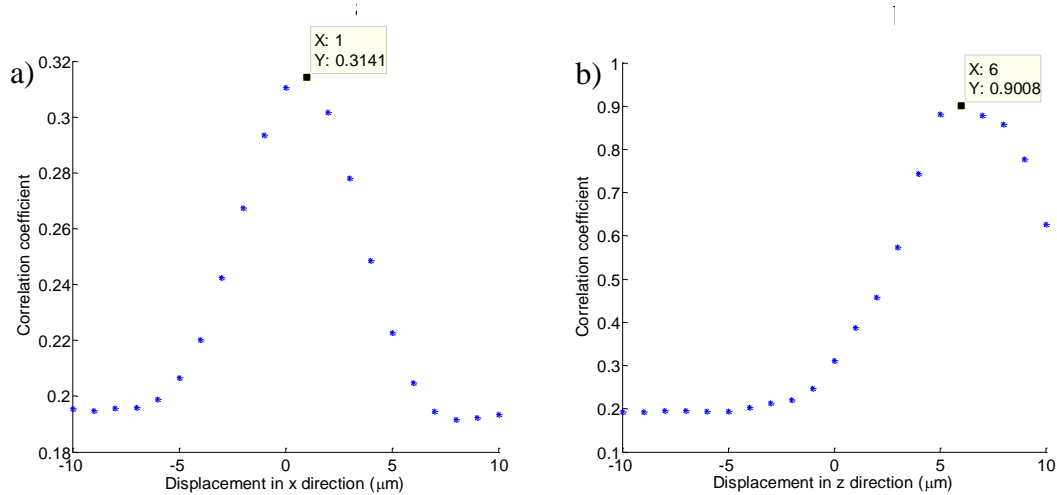 a)
X: 1
Y: 0.3141
0.32
0.3
0.28
0.26
0.24
0.22
0.2
0.18
Correlation coefficient
-10 -5 0 5 10
Displacement in x direction (μm)
b)
X: 6
Y: 0.9008
1
0.9
0.8
0.7
0.6
0.5
0.4
0.3
0.2
0.1
Correlation coefficient
-10 -5 0 5 10
Displacement in z direction (μm)